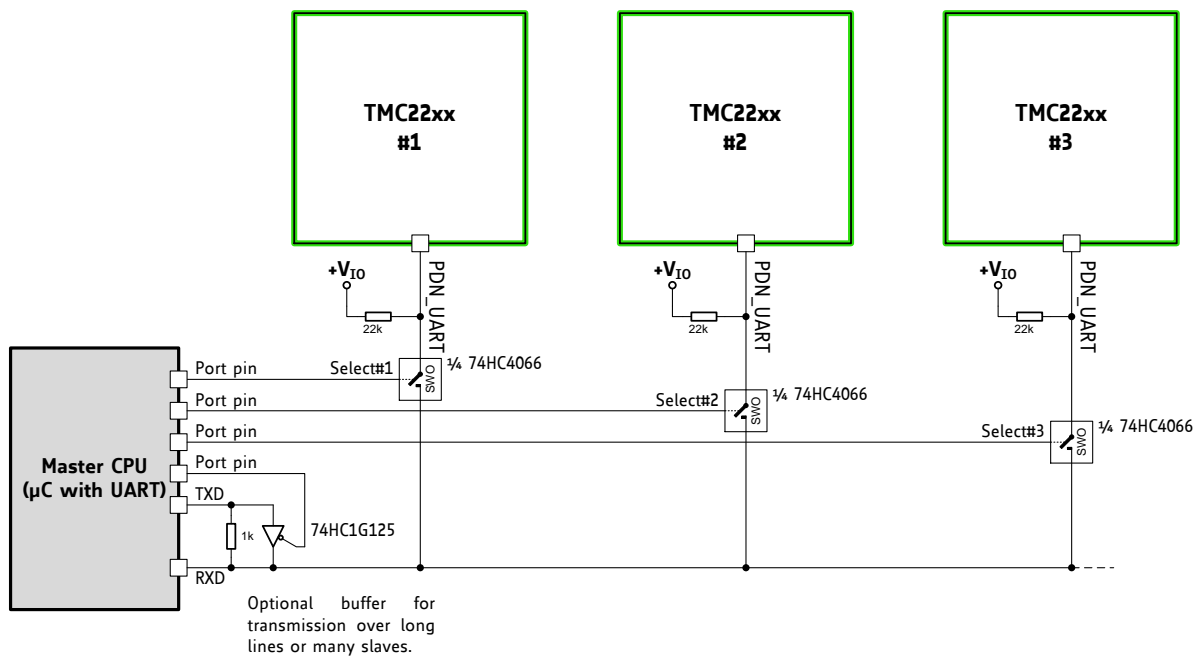 TMC22xx
#1
TMC22xx
#2
TMC22xx
#3
+VIO
22k
PDN_UART
+VIO
22k
PDN_UART
+VIO
22k
PDN_UART
Port pin
Select#1
SWO
¼ 74HC4066
Port pin
Select#2
SWO
¼ 74HC4066
Port pin
Select#3
SWO
¼ 74HC4066
Port pin
Master CPU
(µC with UART)
TXD
1k
74HC1G125
RXD
Optional buffer for
transmission over long
lines or many slaves.